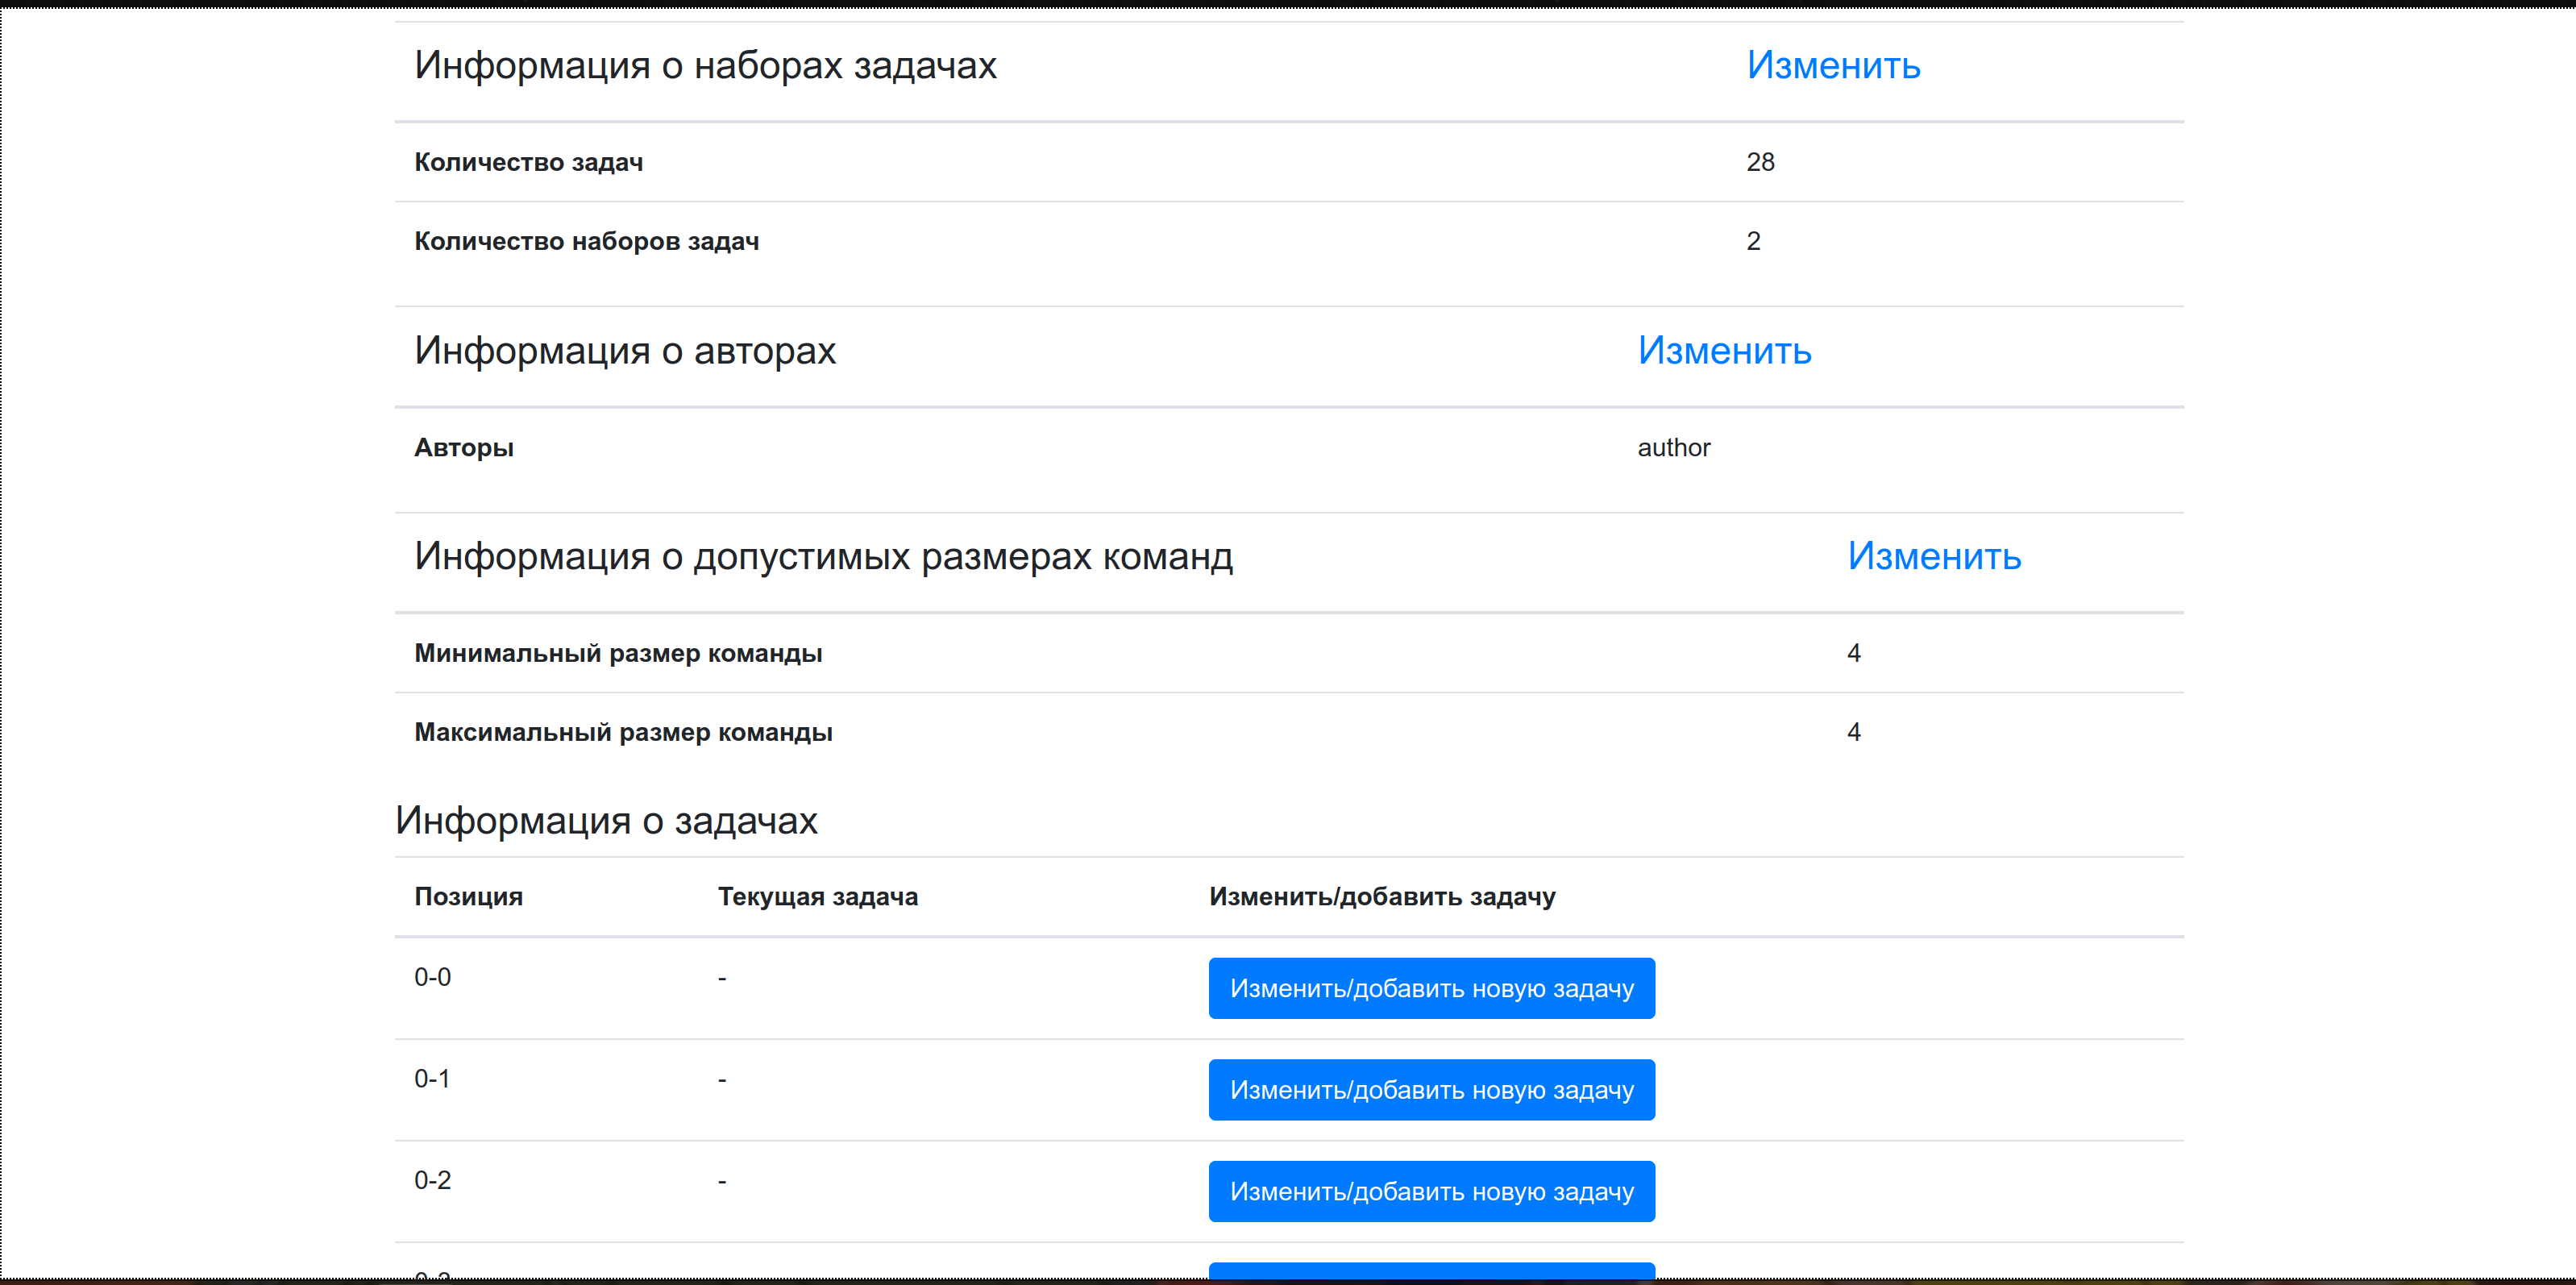 Информация о наборах задачах Изменить
Количество задач 28
Количество наборов задач 2
Информация о авторах Изменить
Авторы author
Информация о допустимых размерах команд Изменить
Минимальный размер команды 4
Максимальный размер команды 4
Информация о задачах
Позиция Текущая задача Изменить/добавить задачу
0-0 - Изменить/добавить новую задачу
0-1 - Изменить/добавить новую задачу
0-2 - Изменить/добавить новую задачу